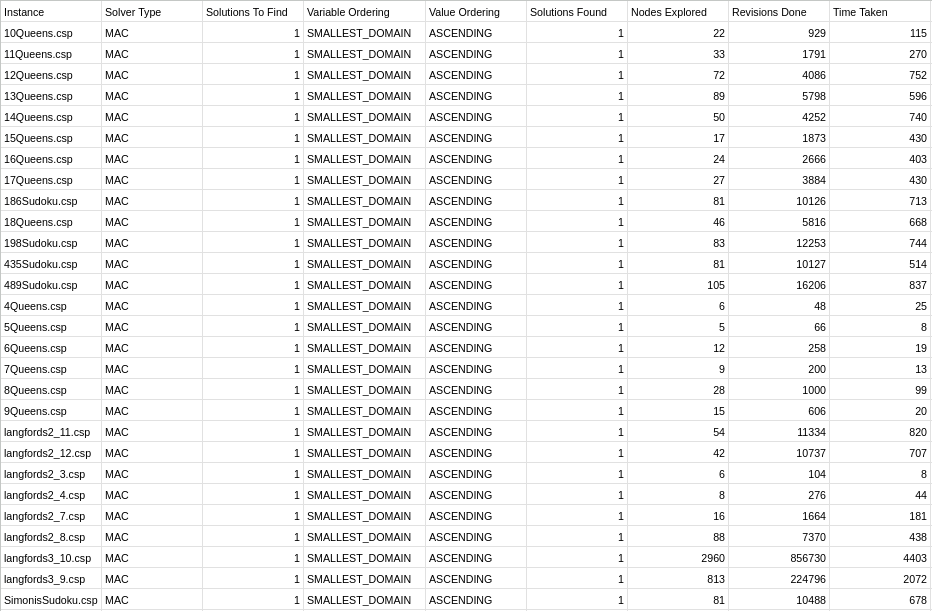 Instance Solver Type Solutions To Find Variable Ordering Value Ordering Solutions Found Nodes Explored Revisions Done Time Taken
10Queens.csp MAC 1 SMALLEST_DOMAIN ASCENDING 1 22 929 115
11Queens.csp MAC 1 SMALLEST_DOMAIN ASCENDING 1 33 1791 270
12Queens.csp MAC 1 SMALLEST_DOMAIN ASCENDING 1 72 4086 752
13Queens.csp MAC 1 SMALLEST_DOMAIN ASCENDING 1 89 5798 596
14Queens.csp MAC 1 SMALLEST_DOMAIN ASCENDING 1 50 4252 740
15Queens.csp MAC 1 SMALLEST_DOMAIN ASCENDING 1 17 1873 430
16Queens.csp MAC 1 SMALLEST_DOMAIN ASCENDING 1 24 2666 403
17Queens.csp MAC 1 SMALLEST_DOMAIN ASCENDING 1 27 3884 430
186Sudoku.csp MAC 1 SMALLEST_DOMAIN ASCENDING 1 81 10126 713
18Queens.csp MAC 1 SMALLEST_DOMAIN ASCENDING 1 46 5816 668
198Sudoku.csp MAC 1 SMALLEST_DOMAIN ASCENDING 1 83 12253 744
435Sudoku.csp MAC 1 SMALLEST_DOMAIN ASCENDING 1 81 10127 514
489Sudoku.csp MAC 1 SMALLEST_DOMAIN ASCENDING 1 105 16206 837
4Queens.csp MAC 1 SMALLEST_DOMAIN ASCENDING 1 6 48 25
5Queens.csp MAC 1 SMALLEST_DOMAIN ASCENDING 1 5 66 8
6Queens.csp MAC 1 SMALLEST_DOMAIN ASCENDING 1 12 258 19
7Queens.csp MAC 1 SMALLEST_DOMAIN ASCENDING 1 9 200 13
8Queens.csp MAC 1 SMALLEST_DOMAIN ASCENDING 1 28 1000 99
9Queens.csp MAC 1 SMALLEST_DOMAIN ASCENDING 1 15 606 20
langfords2_11.csp MAC 1 SMALLEST_DOMAIN ASCENDING 1 54 11334 820
langfords2_12.csp MAC 1 SMALLEST_DOMAIN ASCENDING 1 42 10737 707
langfords2_3.csp MAC 1 SMALLEST_DOMAIN ASCENDING 1 6 104 8
langfords2_4.csp MAC 1 SMALLEST_DOMAIN ASCENDING 1 8 276 44
langfords2_7.csp MAC 1 SMALLEST_DOMAIN ASCENDING 1 16 1664 181
langfords2_8.csp MAC 1 SMALLEST_DOMAIN ASCENDING 1 88 7370 438
langfords3_10.csp MAC 1 SMALLEST_DOMAIN ASCENDING 1 2960 856730 4403
langfords3_9.csp MAC 1 SMALLEST_DOMAIN ASCENDING 1 813 224796 2072
SimonisSudoku.csp MAC 1 SMALLEST_DOMAIN ASCENDING 1 81 10488 678